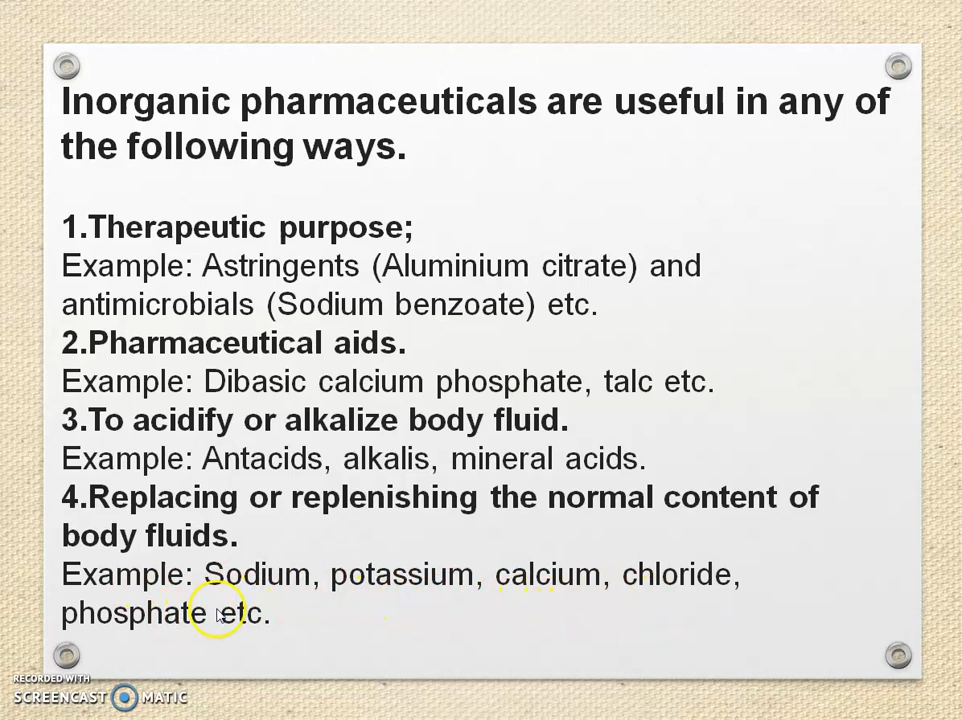 Inorganic pharmaceuticals are useful in any of
the following ways.
1.Therapeutic purpose;
Example: Astringents (Aluminium citrate) and
antimicrobials (Sodium benzoate) etc.
2.Pharmaceutical aids.
Example: Dibasic calcium phosphate, talc etc.
3.To acidify or alkalize body fluid.
Example: Antacids, alkalis, mineral acids.
4.Replacing or replenishing the normal content of
body fluids.
Example: Sodium, potassium, calcium, chloride,
phosphate etc.
RECORDED WITH
SCREENCAST MATIC